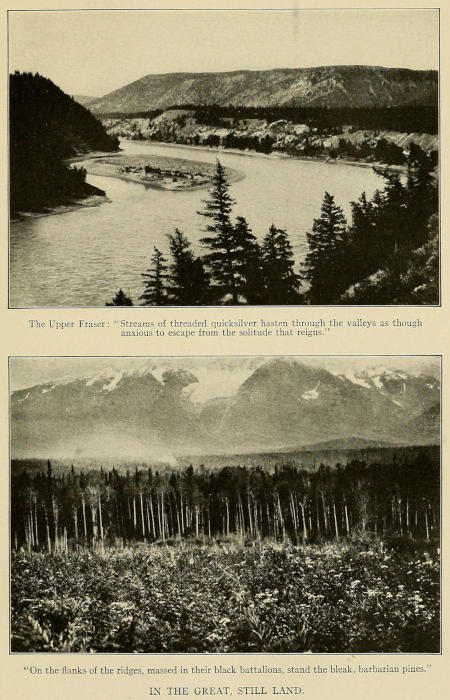 The Upper Fraser: "Streams of threaded quicksilver hasten through the valleys as though
anxious to escape from the solitude that reigns."
"On the flanks of the ridges, massed in their black battalions, stand the bleak, barbarian pines."
IN THE GREAT, STILL LAND.